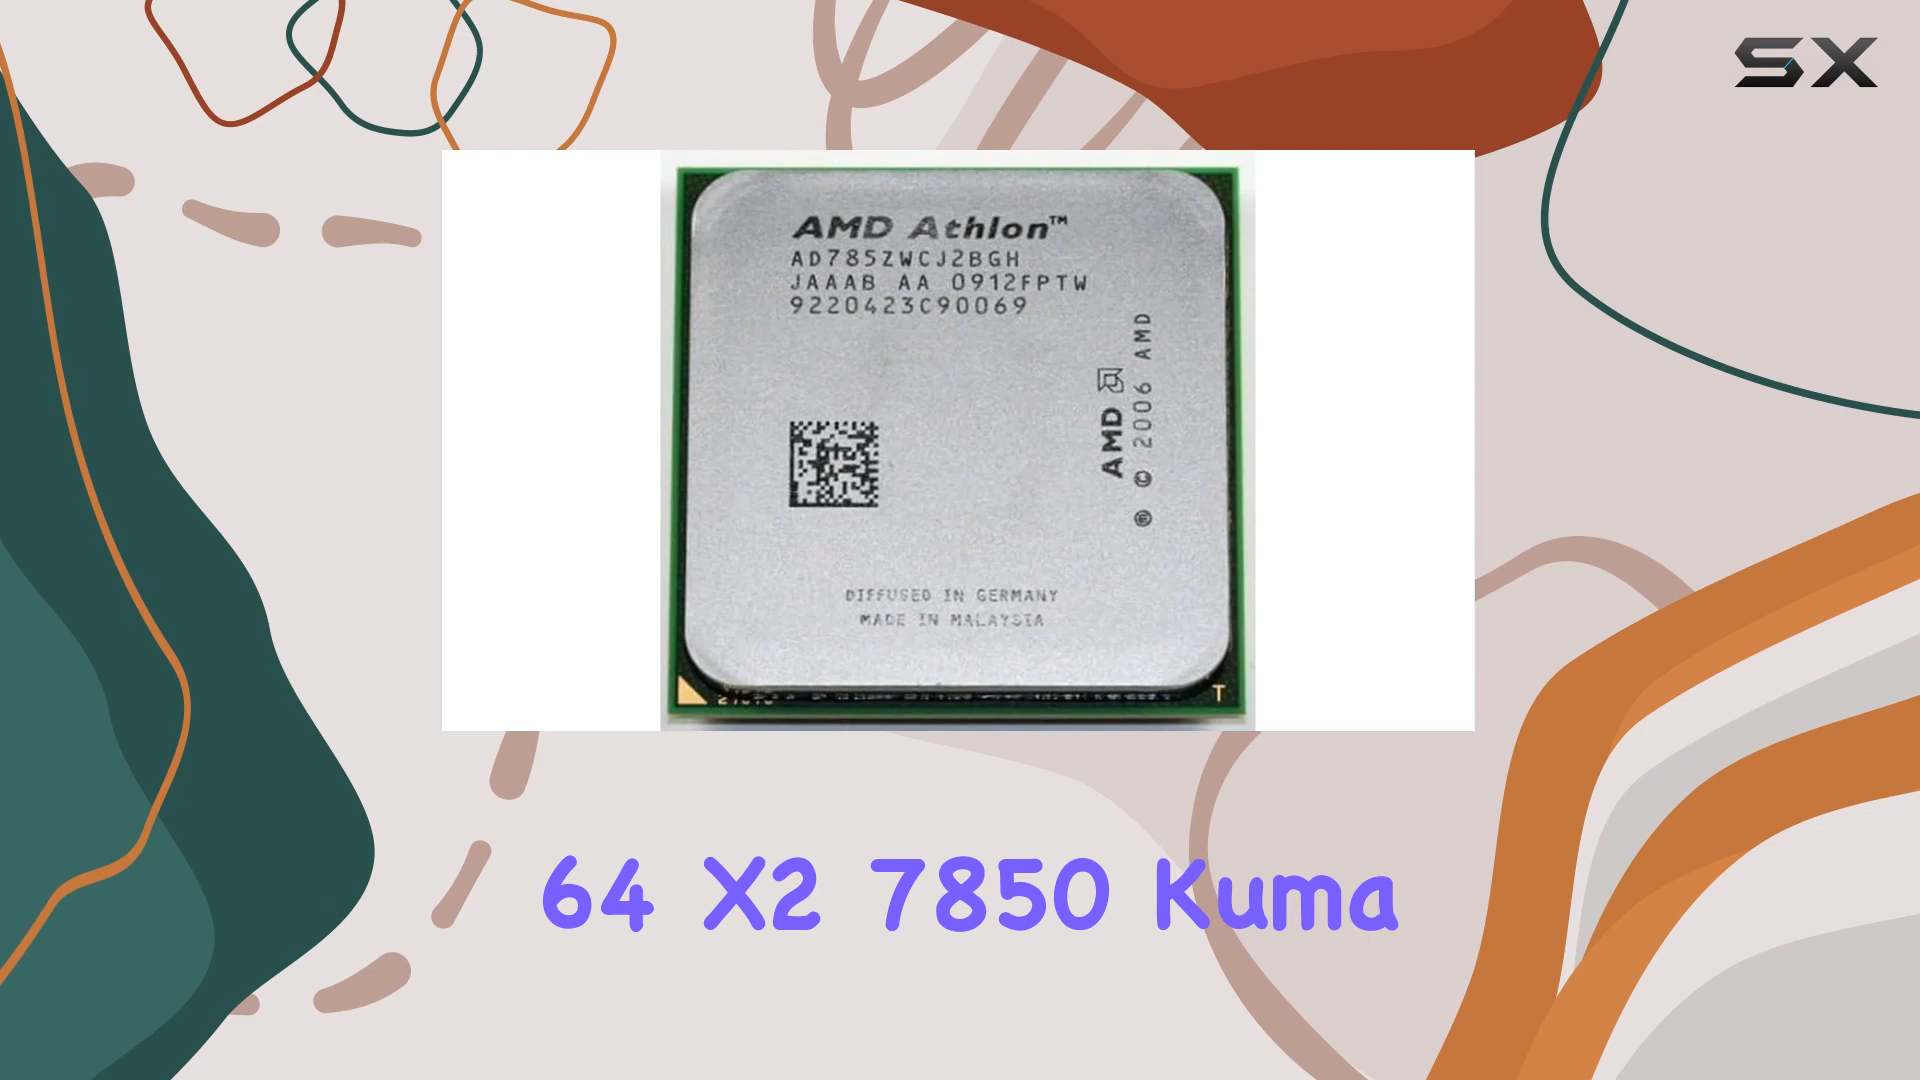 SX
AMD Athlon™
AD785ZWCJ2BGH
JAAAB AA 0912FPTW
9220423C90069
AMD
® © 2006 AMD
DIFFUSED IN GERMANY
MADE IN MALAYSIA
T
64 X2 7850 Kuma